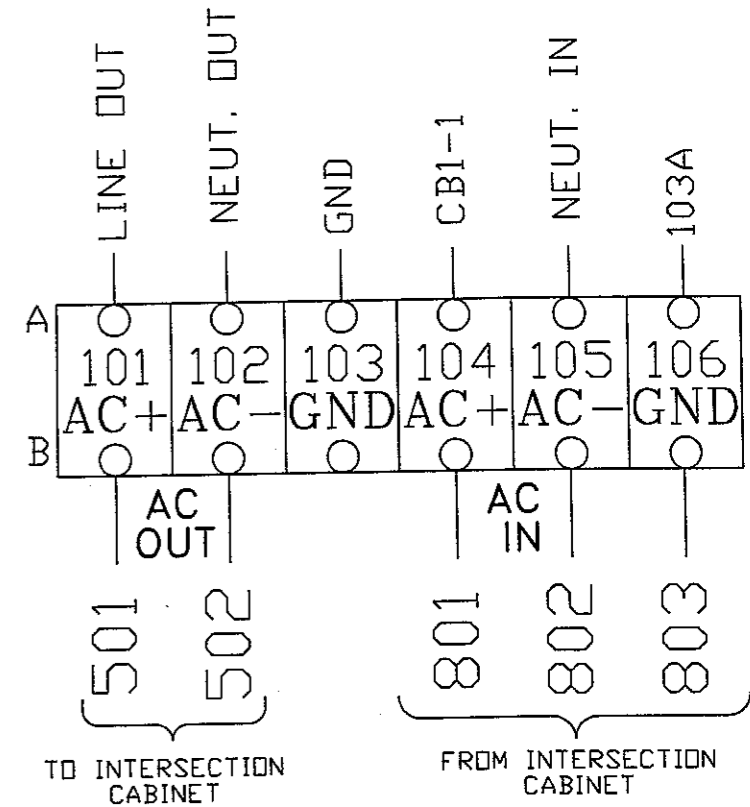 LINE OUT
NEUT. OUT
GND
CB1-1
NEUT. IN
103A
A
101 102 103 104 105 106
AC+ AC- GND AC+ AC- GND
B
AC
OUT
AC
IN
501
502
801
802
803
TO INTERSECTION
CABINET
FROM INTERSECTION
CABINET